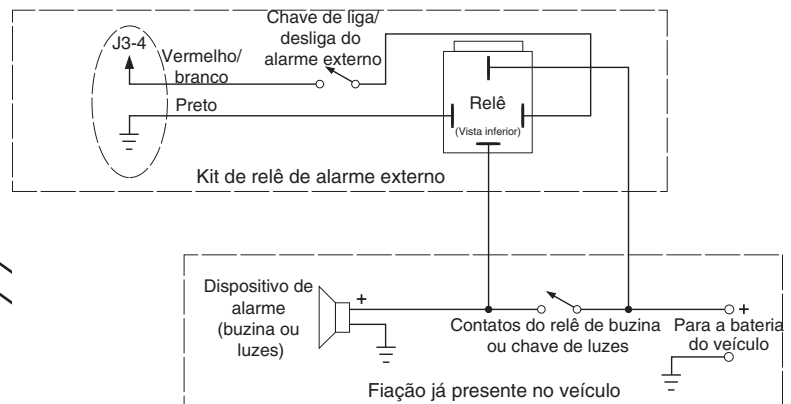 Chave de liga/
desliga do
alarme externo
J3-4
Vermelho/
branco
Preto
Relê
(Vista inferior)
Kit de relê de alarme externo
Dispositivo de
alarme
(buzina ou
luzes)
+
Contatos do relê de buzina
ou chave de luzes
+
Para a bateria
do veículo
Fiação já presente no veículo